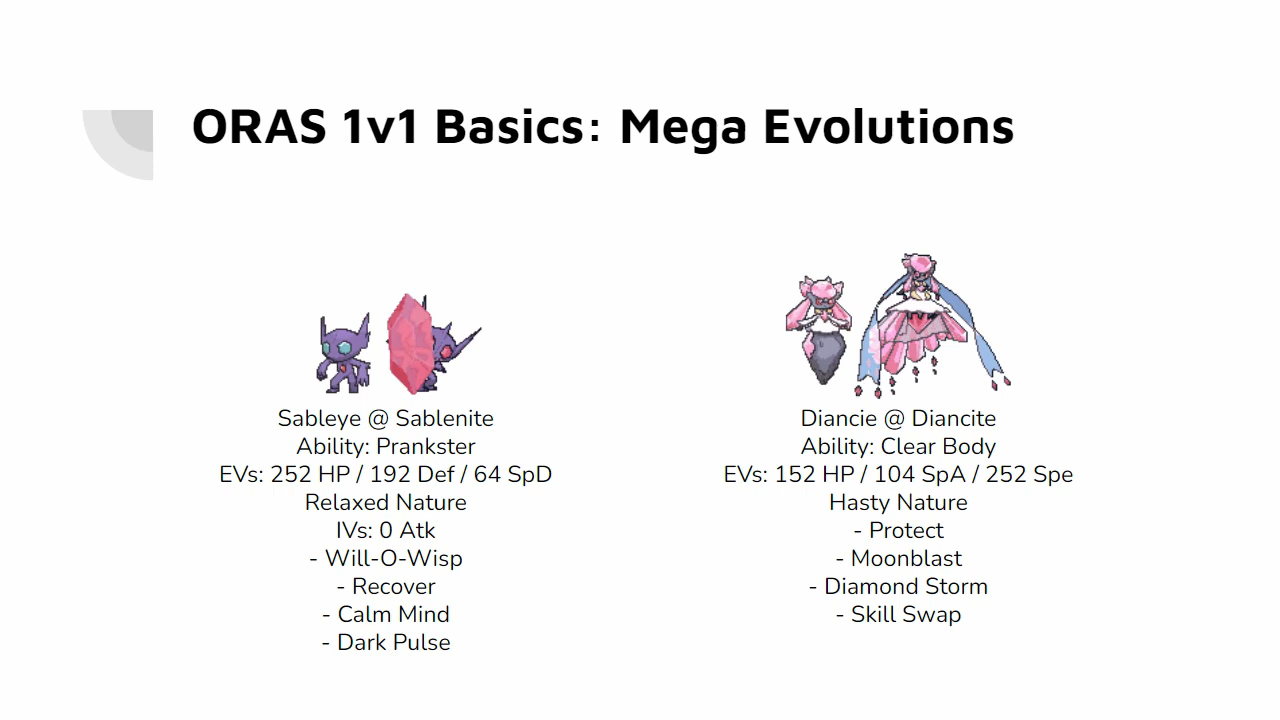 ORAS 1v1 Basics: Mega Evolutions
Sableye @ Sablenite
Ability: Prankster
EVs: 252 HP / 192 Def / 64 SpD
Relaxed Nature
IVs: 0 Atk
- Will-O-Wisp
- Recover
- Calm Mind
- Dark Pulse
Diancie @ Diancite
Ability: Clear Body
EVs: 152 HP / 104 SpA / 252 Spe
Hasty Nature
- Protect
- Moonblast
- Diamond Storm
- Skill Swap